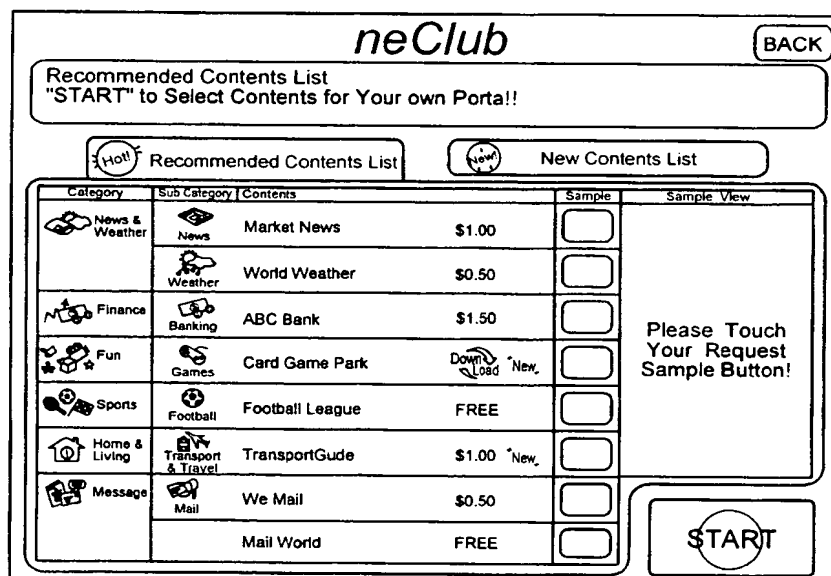 neClub
BACK
Recommended Contents List
"START" to Select Contents for Your own Porta!!
Hot! Recommended Contents List
New! New Contents List
Category Sub Category Contents Sample Sample View
News & Weather News Market News $1.00
Weather World Weather $0.50
Finance Banking ABC Bank $1.50
Fun Games Card Game Park Down Load "New"
Sports Football Football League FREE
Home & Living Transport & Travel TransportGude $1.00 "New"
Message Mail We Mail $0.50
Mail World FREE
Please Touch
Your Request
Sample Button!
START